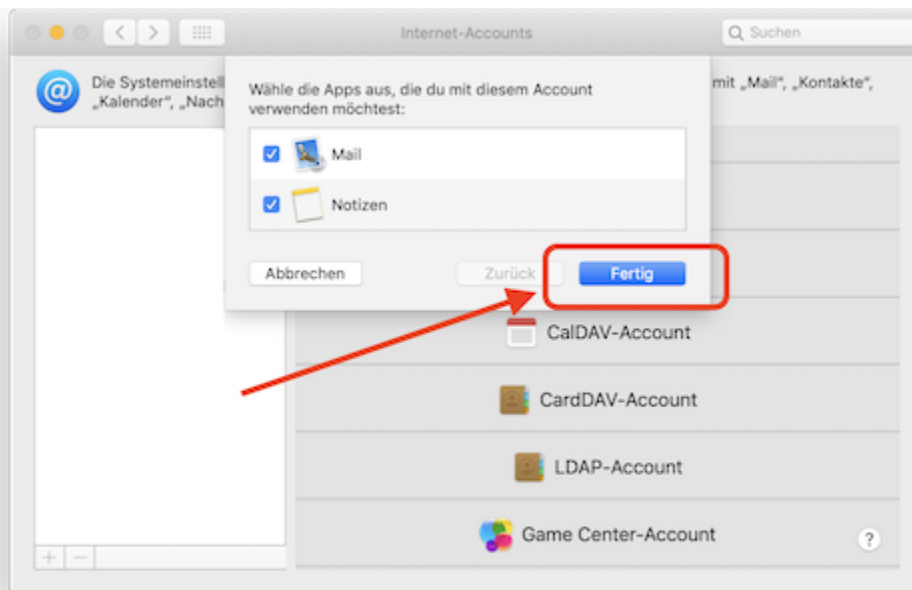 Internet-Accounts
Suchen
Die Systemeinstell
mit „Mail“, „Kontakte“,
„Kalender“, „Nach
Wähle die Apps aus, die du mit diesem Account
verwenden möchtest:
Mail
Notizen
Abbrechen
Zurück
Fertig
CalDAV-Account
CardDAV-Account
LDAP-Account
Game Center-Account
?